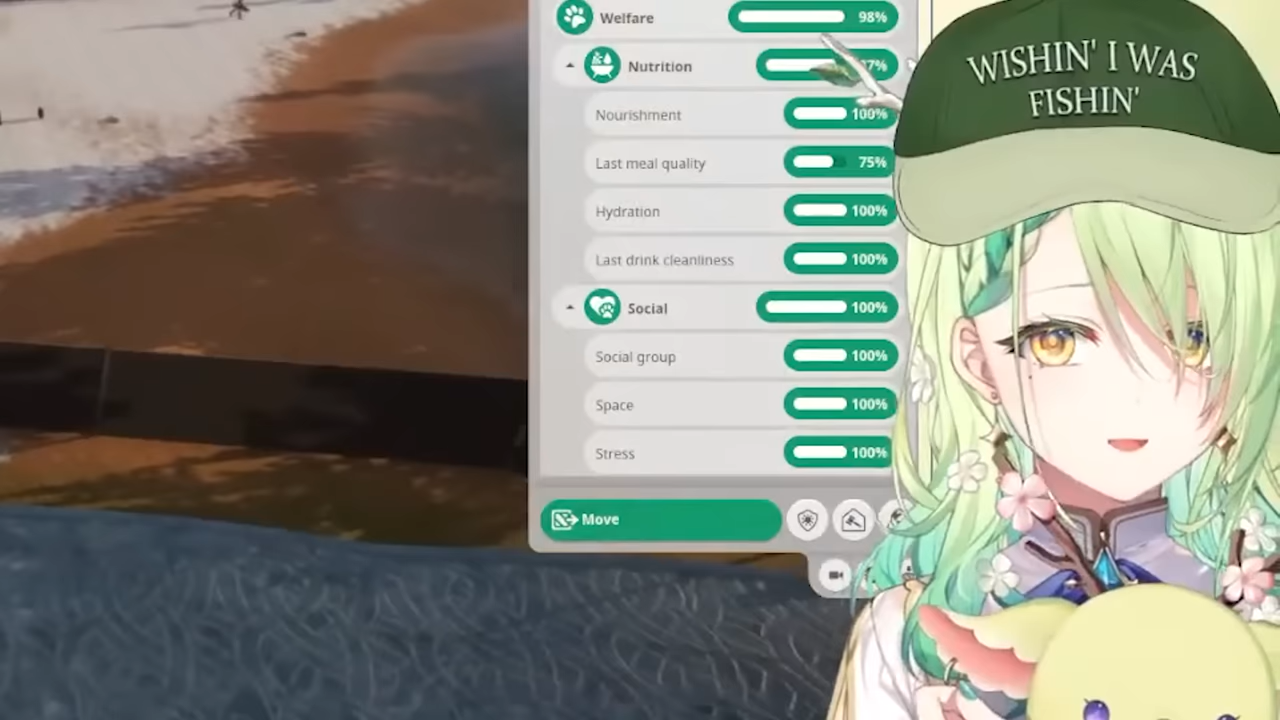 Welfare 98%
Nutrition 7%
Nourishment 100%
Last meal quality 75%
Hydration 100%
Last drink cleanliness 100%
Social 100%
Social group 100%
Space 100%
Stress 100%
Move
WISHIN' I WAS
FISHIN'